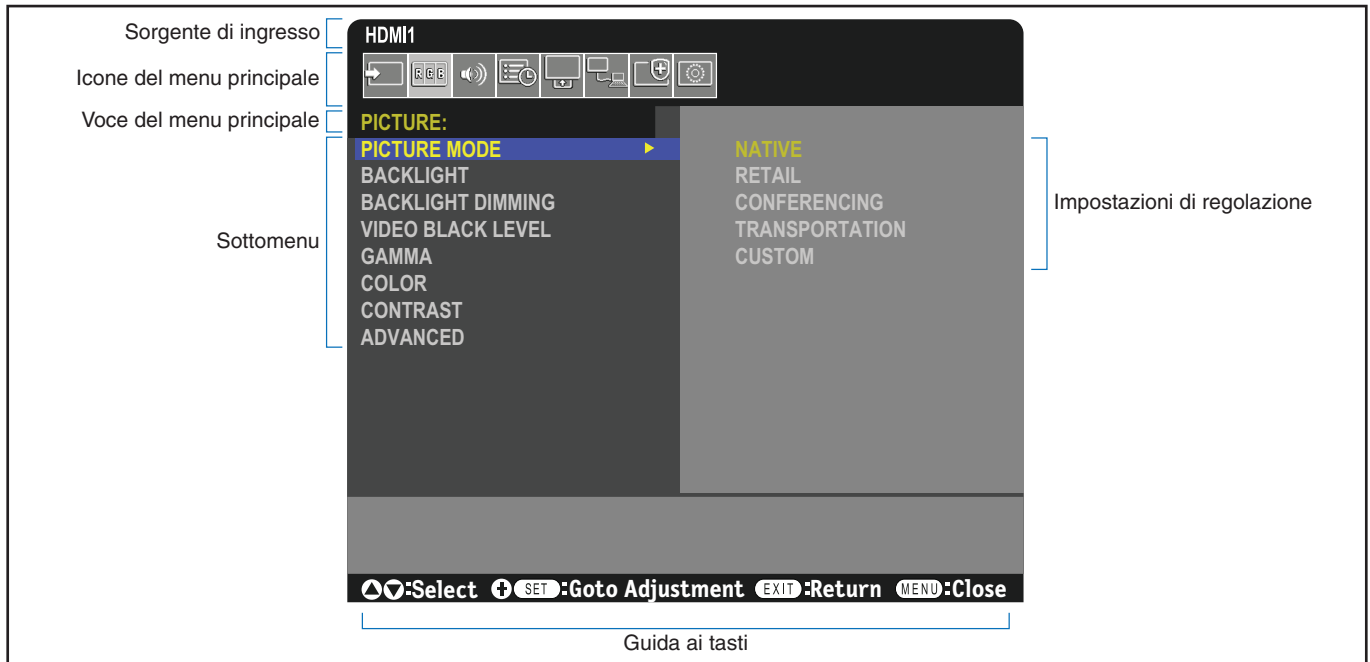 Sorgente di ingresso
HDMI1
Icone del menu principale
RGB
Voce del menu principale
PICTURE:
Sottomenu
PICTURE MODE
BACKLIGHT
BACKLIGHT DIMMING
VIDEO BLACK LEVEL
GAMMA
COLOR
CONTRAST
ADVANCED
NATIVE
RETAIL
CONFERENCING
TRANSPORTATION
CUSTOM
Impostazioni di regolazione
:Select SET:Goto Adjustment EXIT:Return MENU:Close
Guida ai tasti